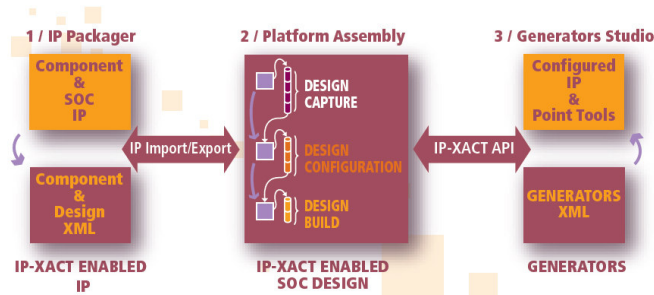 1 / IP Packager
Component
&
SOC
IP
IP Import/Export
Component
&
Design
XML
IP-XACT ENABLED
IP
2 / Platform Assembly
DESIGN
CAPTURE
DESIGN
CONFIGURATION
DESIGN
BUILD
IP-XACT ENABLED
SOC DESIGN
IP-XACT API
3 / Generators Studio
Configured
IP
&
Point Tools
GENERATORS
XML
GENERATORS